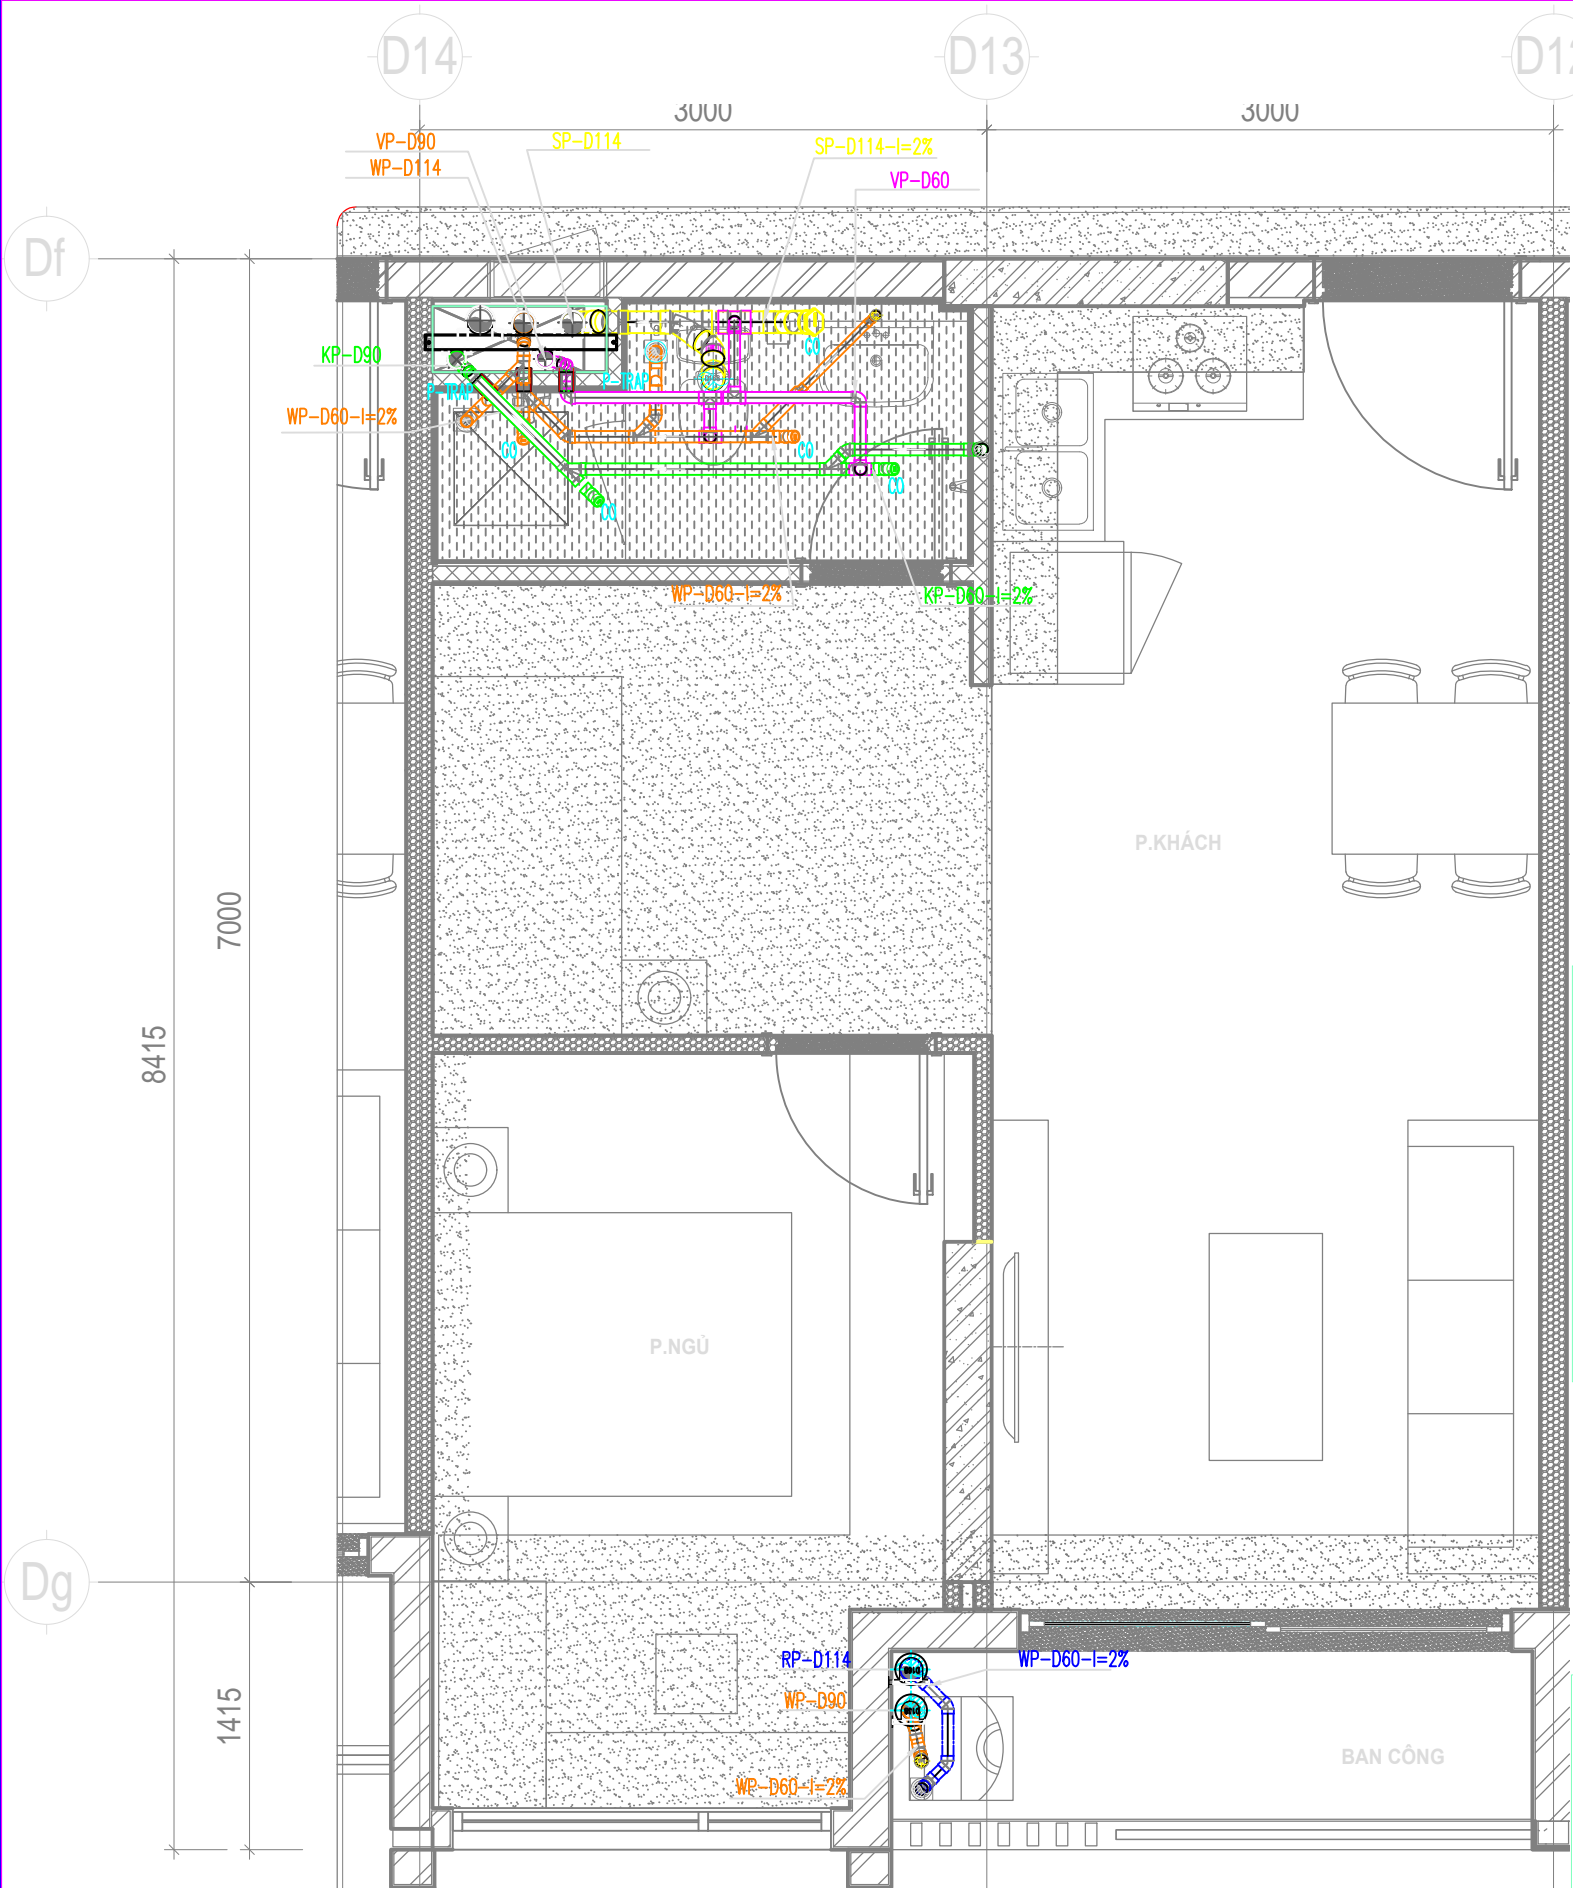 D14
D13
D12
3000
3000
VP-D90
WP-D114
SP-D114
SP-D114-I=2%
VP-D60
Df
KP-D90
CO
P-TRAP
P-TRAP
WP-D60-I=2%
CO
CO
CO
CO
WP-D60-I=2%
KP-D60-I=2%
P.KHÁCH
7000
8415
P.NGỦ
Dg
RP-D114
WP-D60-I=2%
WP-D90
1415
BAN CÔNG
WP-D60-I=2%